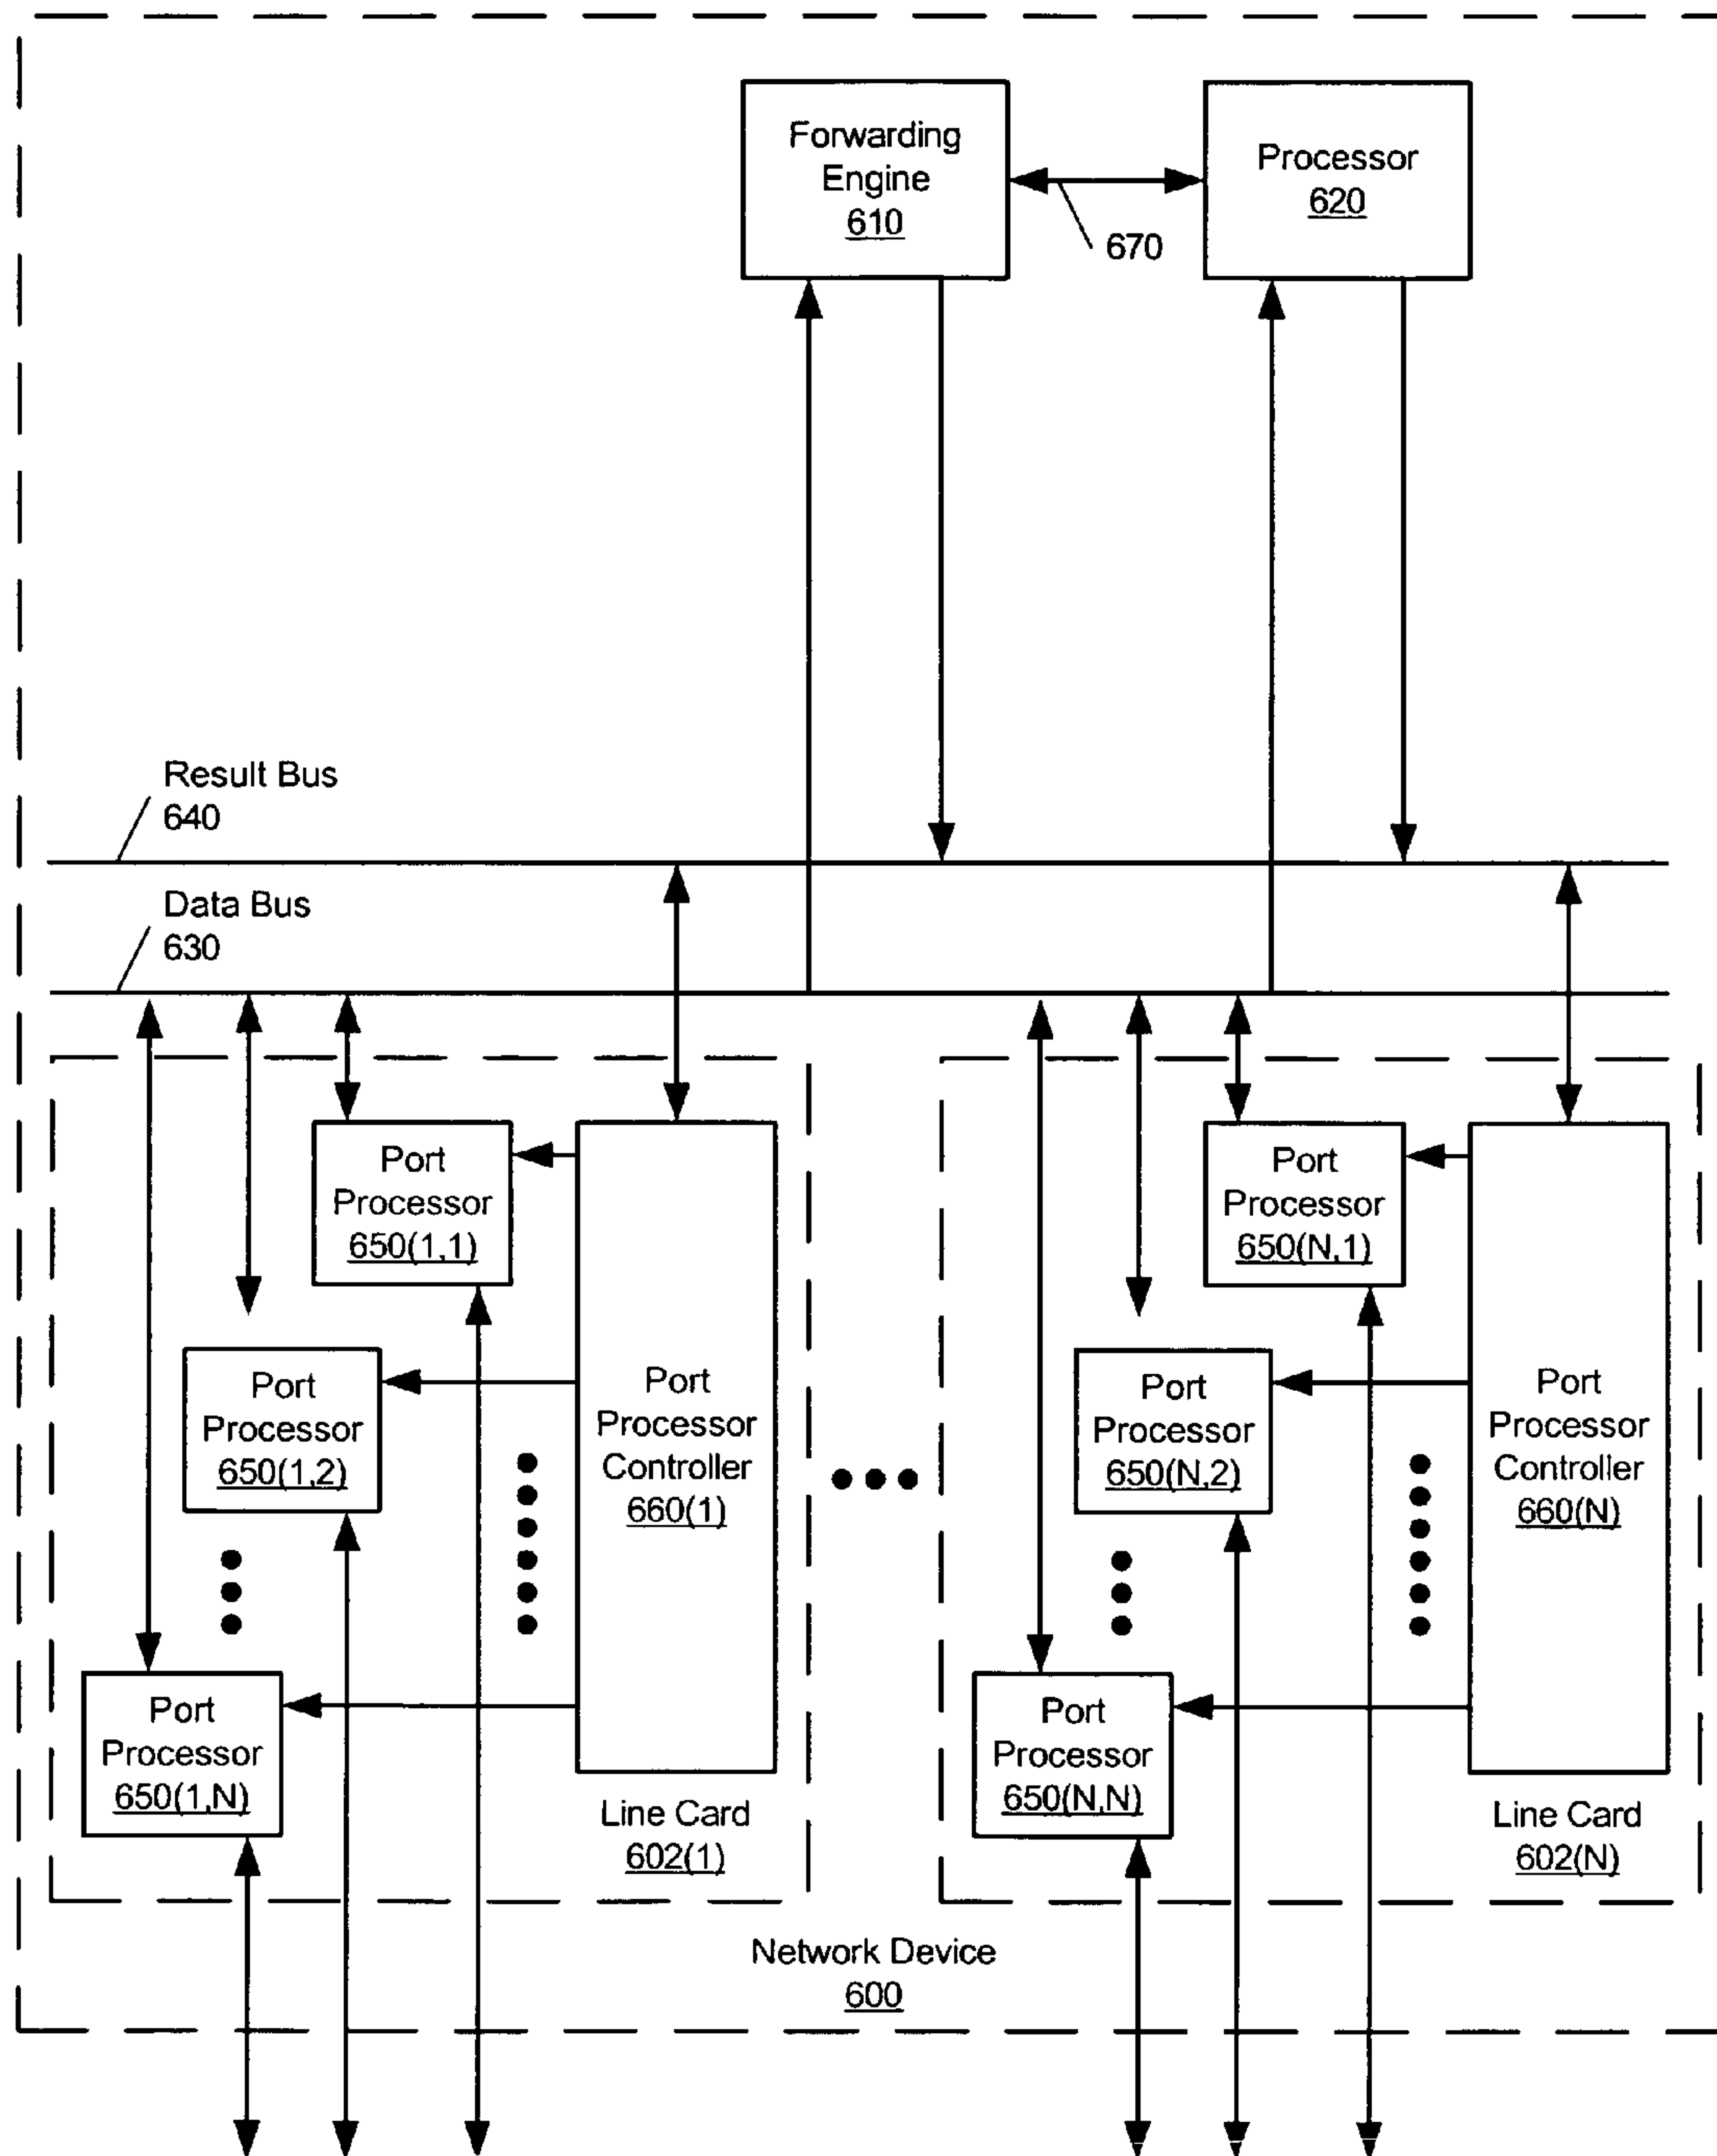 Forwarding
Engine
610
Processor
620
670
Result Bus
640
Data Bus
630
Port
Processor
650(1,1)
Port
Processor
650(1,2)
Port
Processor
650(1,N)
Port
Processor
Controller
660(1)
Line Card
602(1)
Port
Processor
650(N,1)
Port
Processor
650(N,2)
Port
Processor
650(N,N)
Port
Processor
Controller
660(N)
Line Card
602(N)
Network Device
600